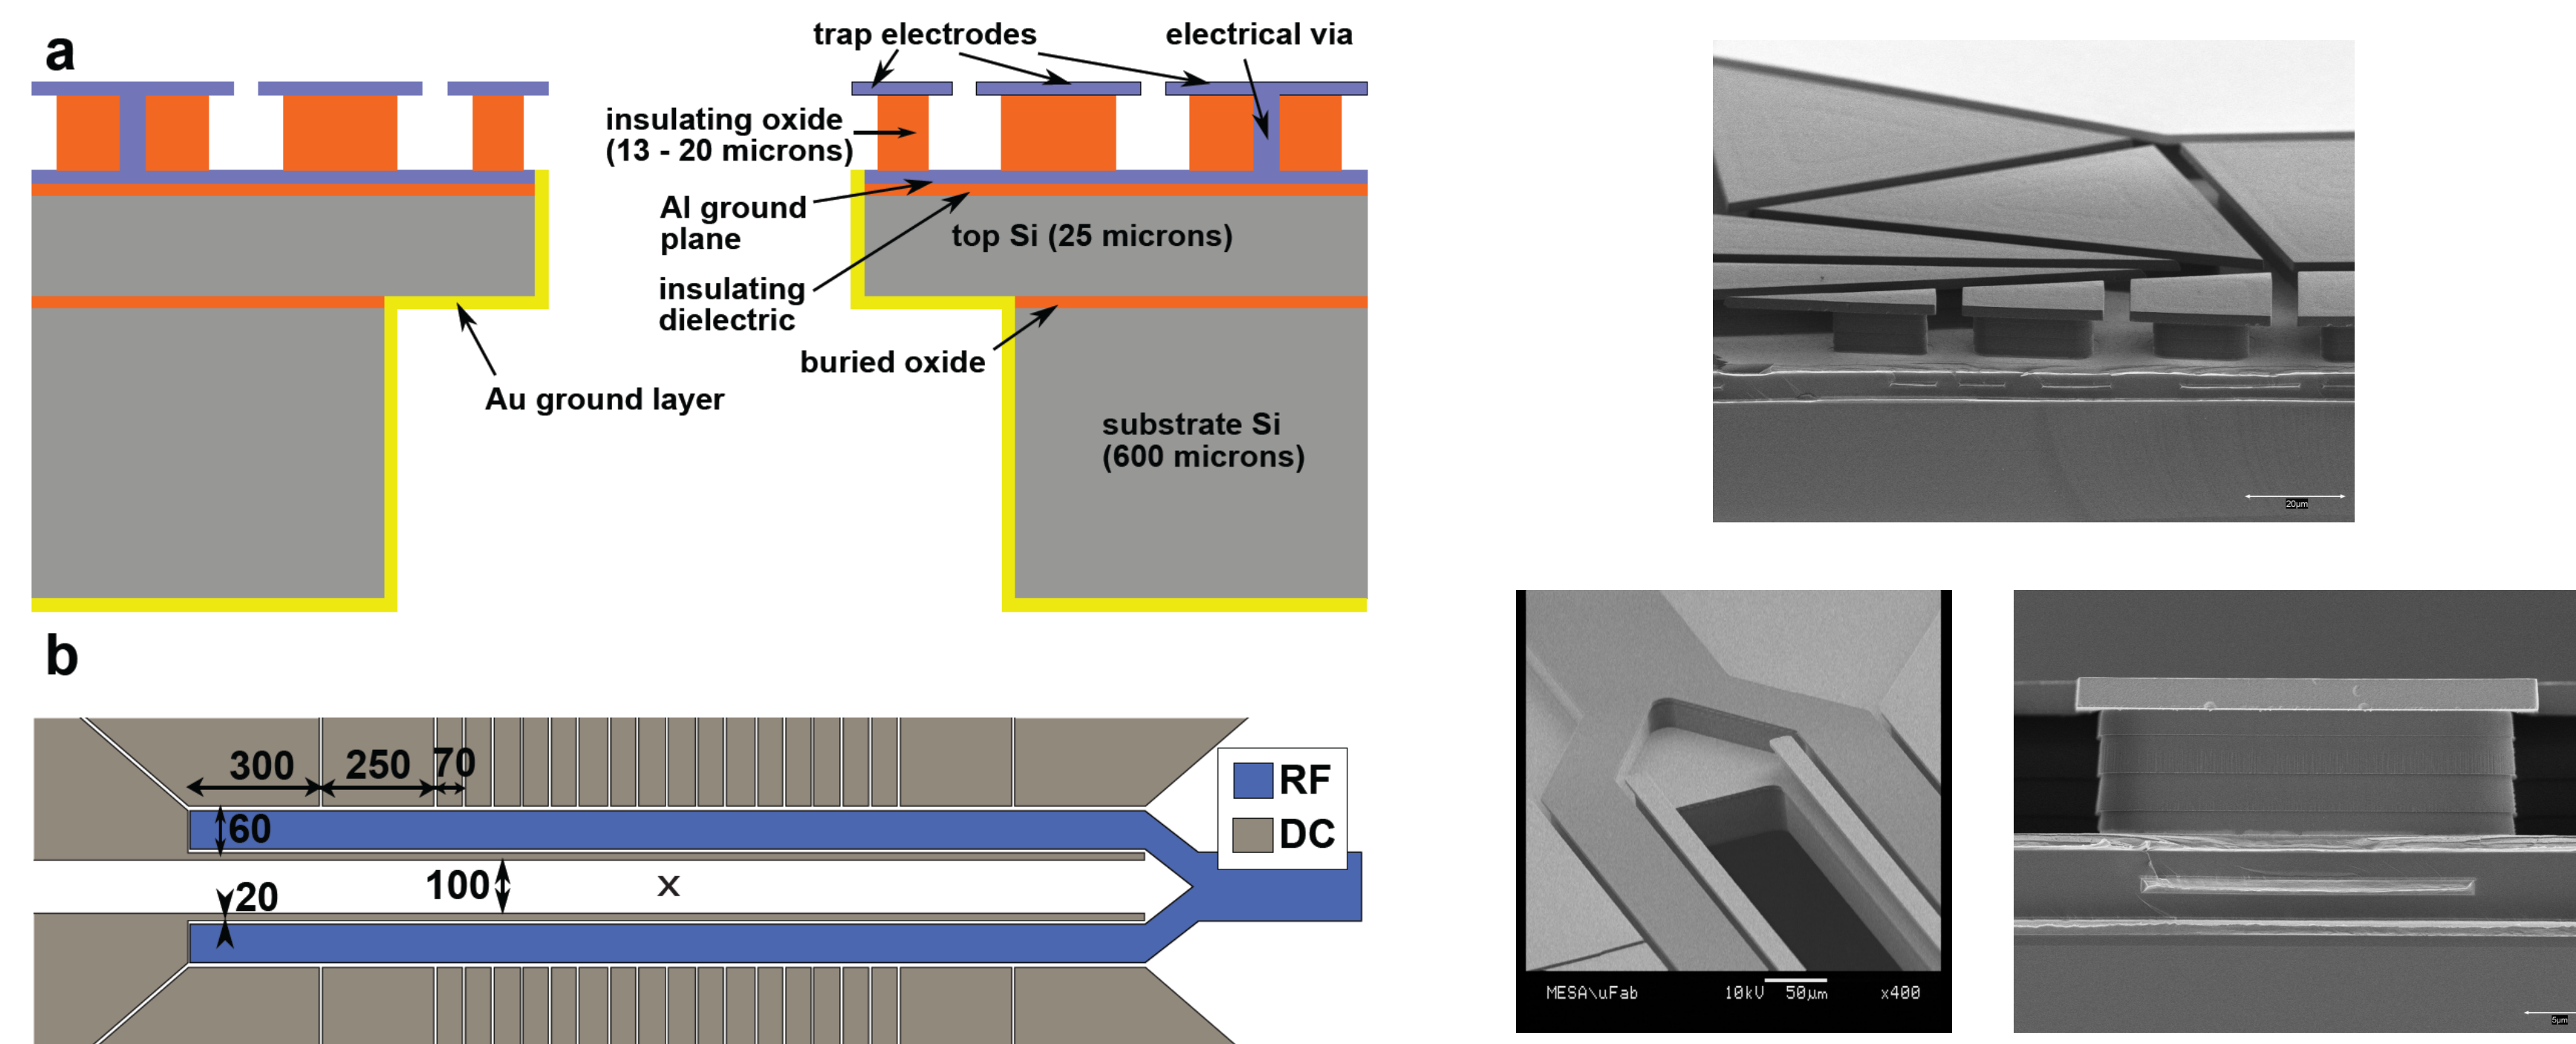 a
trap electrodes
electrical via
insulating oxide
(13 - 20 microns)
Al ground
plane
top Si (25 microns)
insulating
dielectric
buried oxide
Au ground layer
substrate Si
(600 microns)
20µm
b
300
250
70
60
100
x
20
RF
DC
MESA\uFab
10kV
50µm
x400
5µm